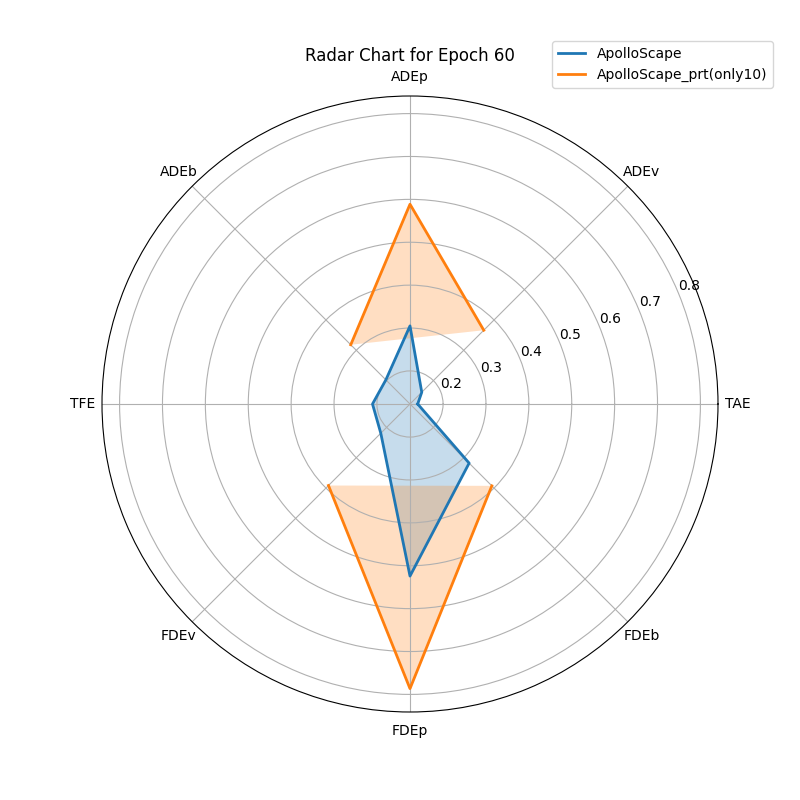 Radar Chart for Epoch 60
ApolloScape
ApolloScape_prt(only10)
ADEp
ADEb
ADEv
0.8
0.7
0.6
0.5
0.4
0.3
0.2
TFE
TAE
FDEv
FDEb
FDEp